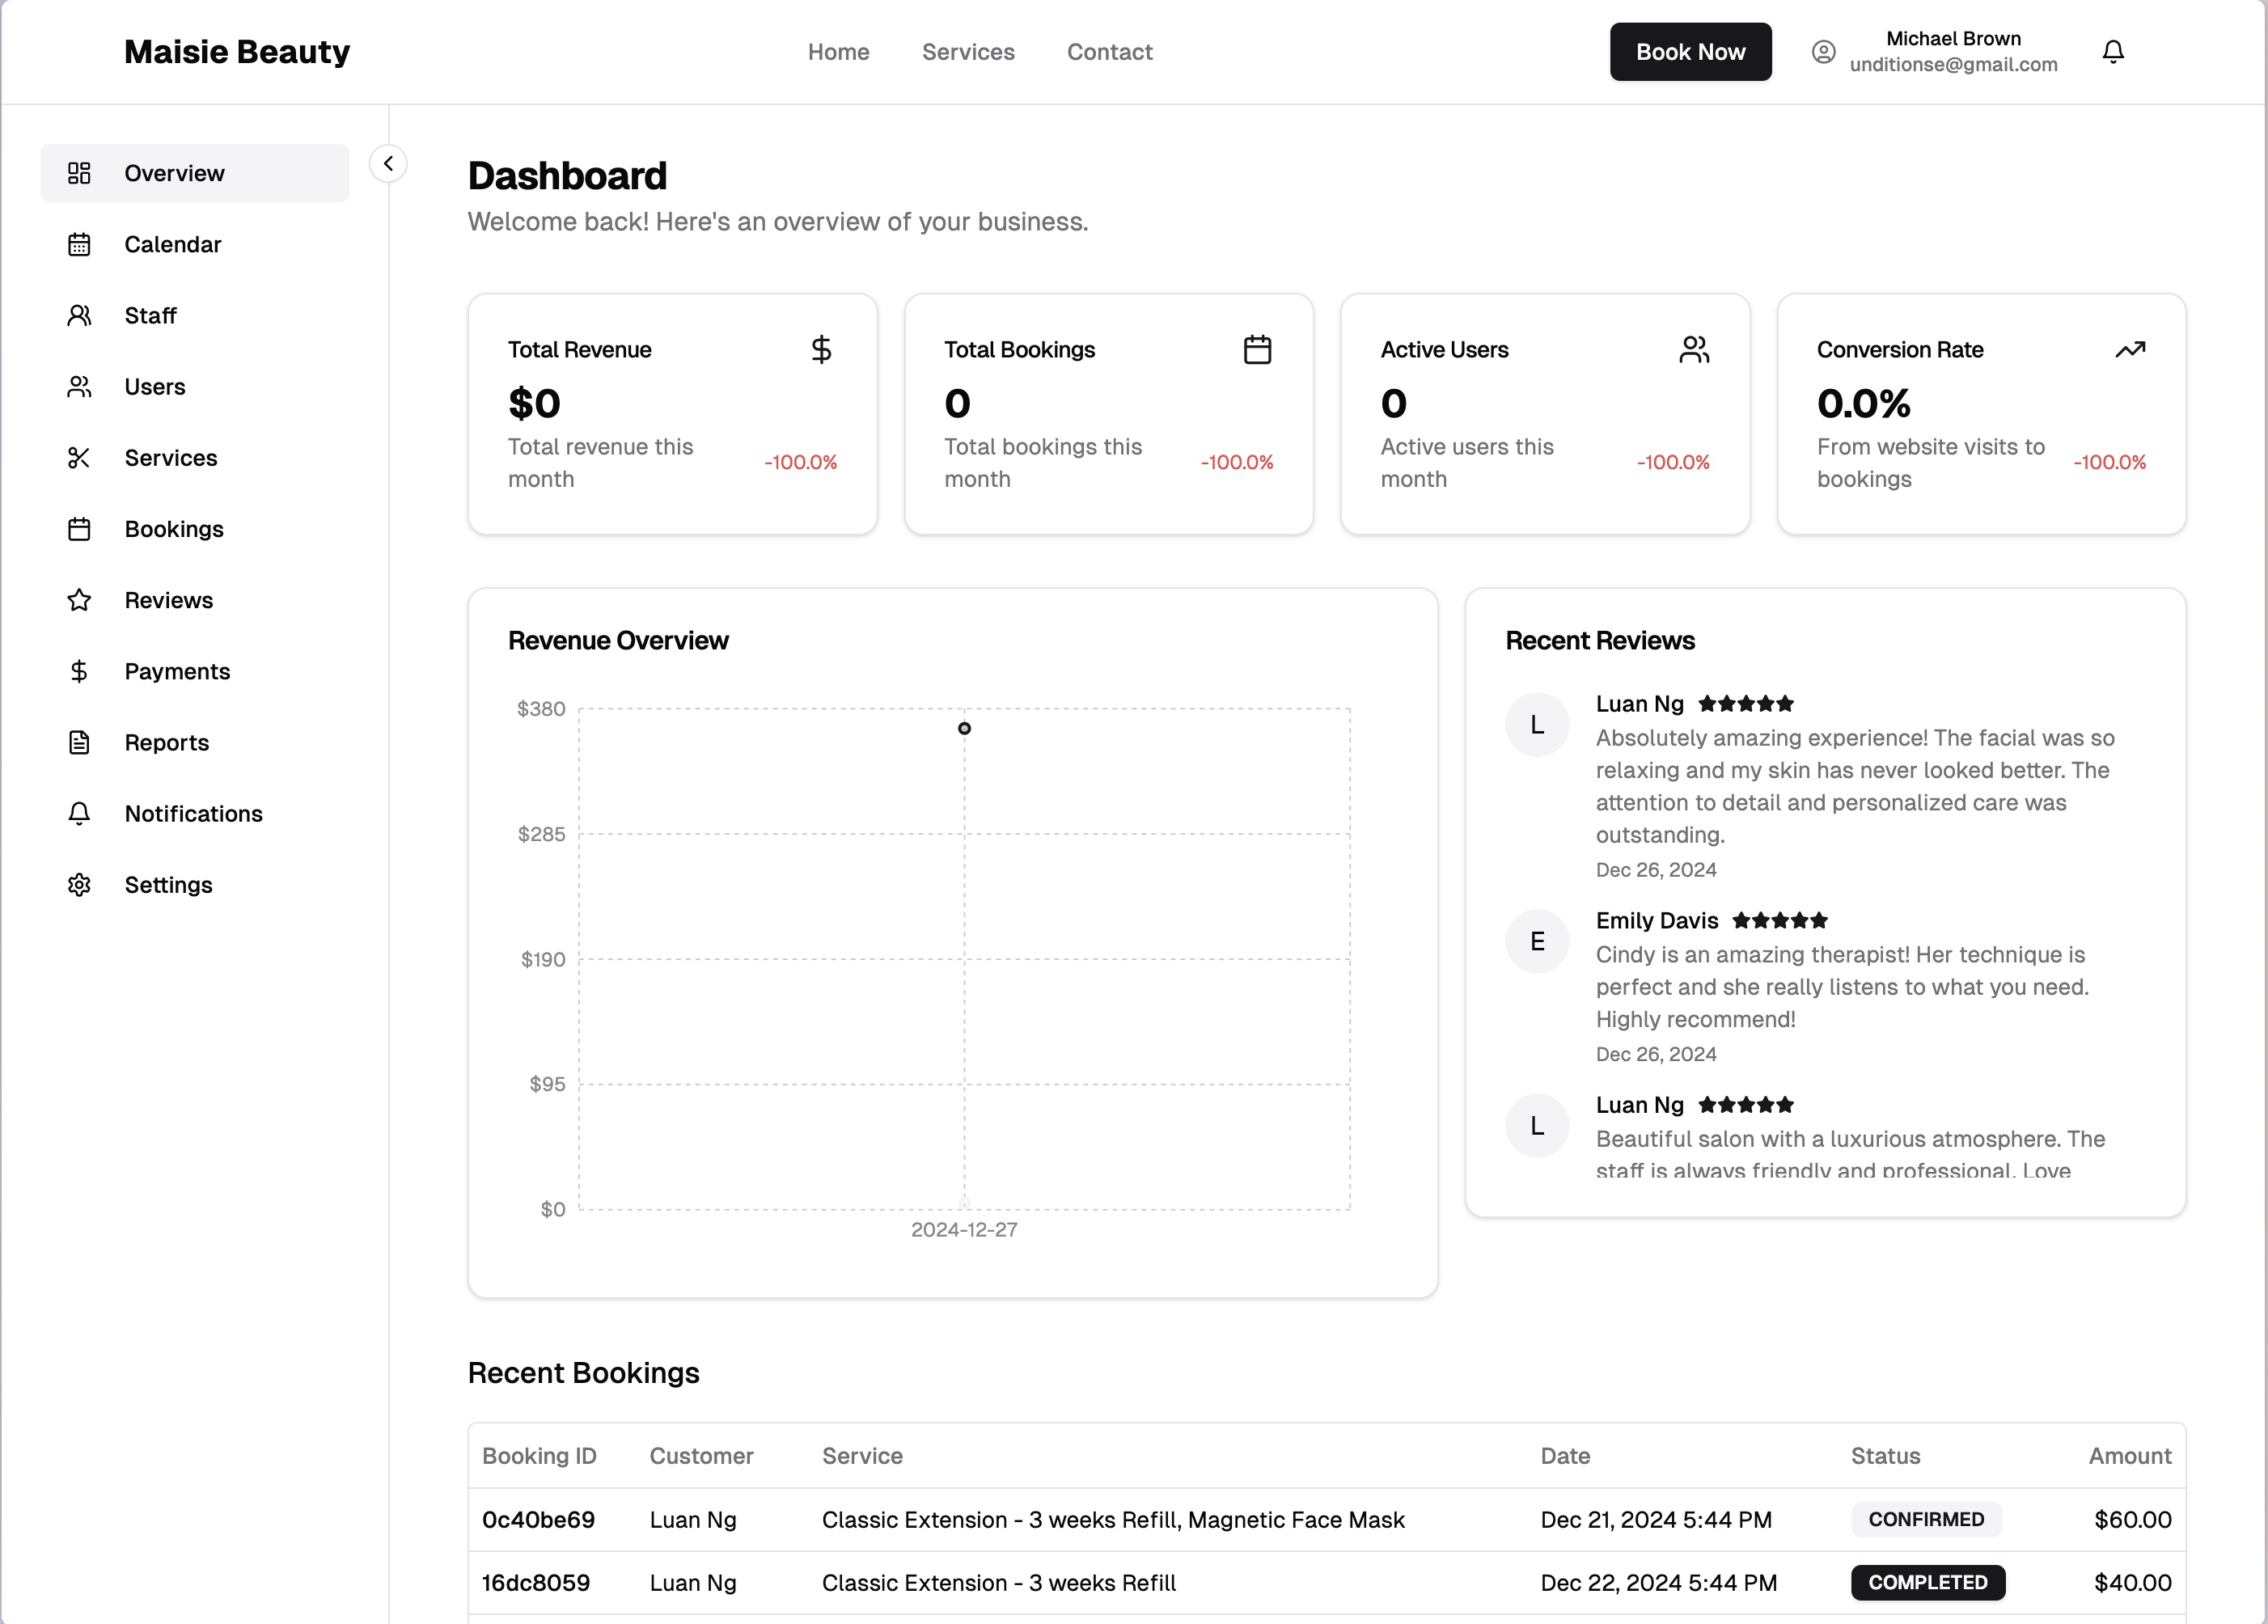 Maisie Beauty
Home Services Contact
Book Now
Michael Brown
unditionse@gmail.com
Overview
Calendar
Staff
Users
Services
Bookings
Reviews
Payments
Reports
Notifications
Settings
Dashboard
Welcome back! Here's an overview of your business.
Total Revenue
$0
Total revenue this
month
-100.0%
Total Bookings
0
Total bookings this
month
-100.0%
Active Users
0
Active users this
month
-100.0%
Conversion Rate
0.0%
From website visits to
bookings
-100.0%
Revenue Overview
$380
$285
$190
$95
$0
2024-12-27
Recent Reviews
L
Luan Ng
Absolutely amazing experience! The facial was so
relaxing and my skin has never looked better. The
attention to detail and personalized care was
outstanding.
Dec 26, 2024
E
Emily Davis
Cindy is an amazing therapist! Her technique is
perfect and she really listens to what you need.
Highly recommend!
Dec 26, 2024
L
Luan Ng
Beautiful salon with a luxurious atmosphere. The
staff is always friendly and professional. Love
Recent Bookings
Booking ID Customer Service Date Status Amount
0c40be69 Luan Ng Classic Extension - 3 weeks Refill, Magnetic Face Mask Dec 21, 2024 5:44 PM CONFIRMED $60.00
16dc8059 Luan Ng Classic Extension - 3 weeks Refill Dec 22, 2024 5:44 PM COMPLETED $40.00